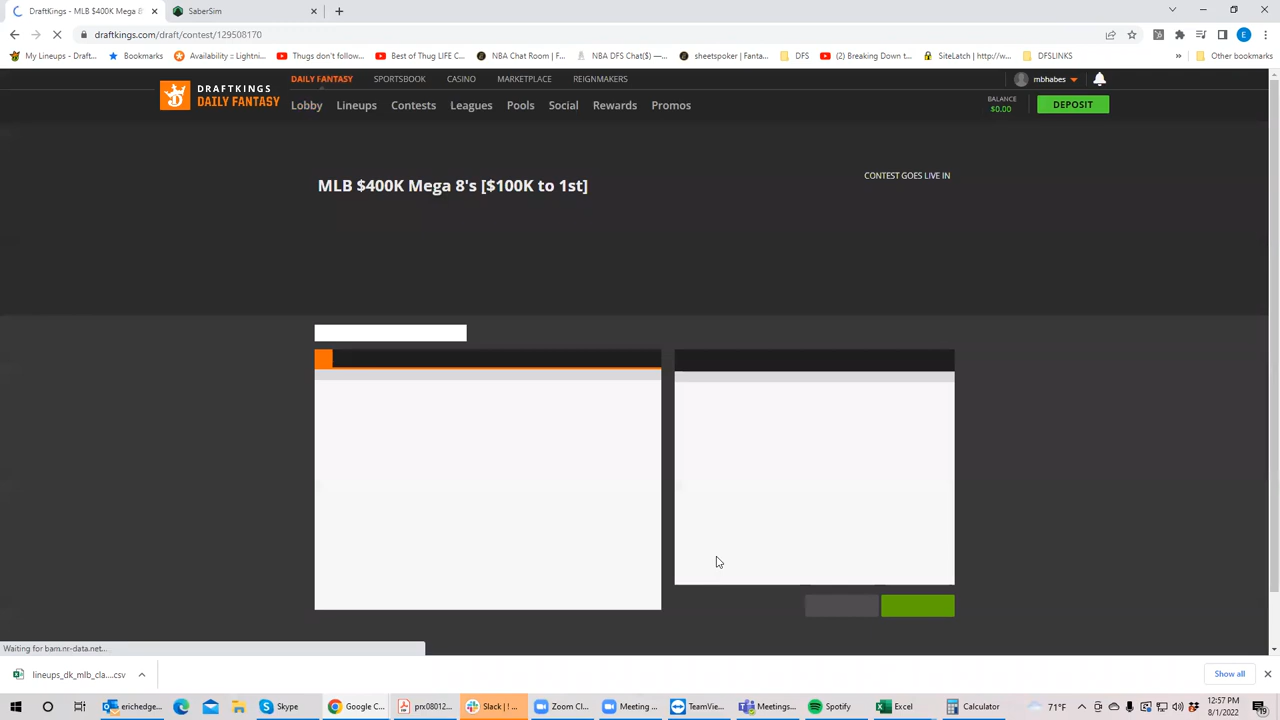 DraftKings - MLB $400K Mega 8's
SaberSim
draftkings.com/draft/contest/129508170
My Lineups - Draft...
Bookmarks
Availability :: Lightni...
Thugs don't follow...
Best of Thug LIFE C...
NBA Chat Room | F...
NBA DFS Chat($) —...
sheetspoker | Fanta...
DFS
(2) Breaking Down t...
SiteLatch | http://w...
DFSLINKS
»
Other bookmarks
DAILY FANTASY
SPORTSBOOK
CASINO
MARKETPLACE
REIGNMAKERS
mbhabes
DRAFTKINGS
DAILY FANTASY
Lobby
Lineups
Contests
Leagues
Pools
Social
Rewards
Promos
BALANCE
$0.00
DEPOSIT
MLB $400K Mega 8's [$100K to 1st]
CONTEST GOES LIVE IN
Waiting for bam.nr-data.net...
lineups_dk_mlb_cla....csv
Show all
erichedge...
Skype
Google C...
prx08012...
Slack | ! ...
Zoom Cl...
Meeting ...
TeamVie...
Meetings...
Spotify
Excel
Calculator
71°F
12:57 PM
8/1/2022